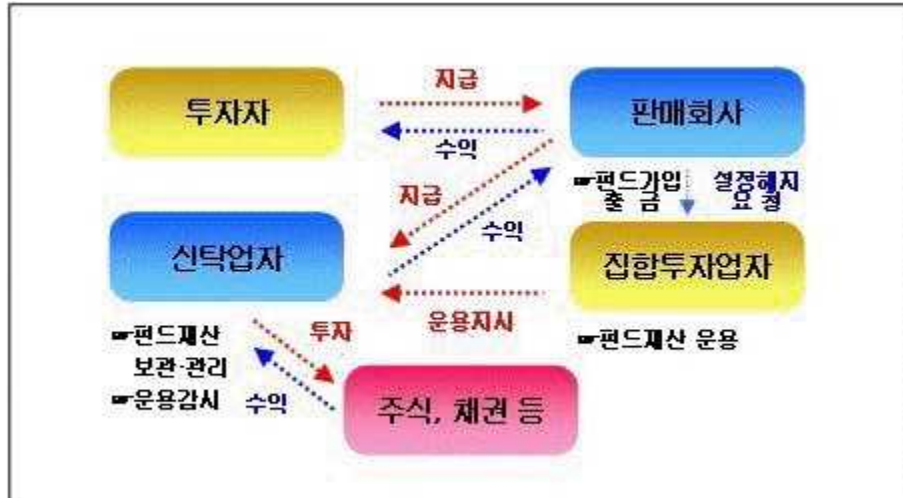 지급
투자자
판매회사
수익
☞펀드가입
출 금
설정해지
요 청
지급
수익
신탁업자
집합투자업자
운용지시
☞펀드재산
보관·관리
☞운용감시
투자
☞펀드재산 운용
수익
주식, 채권 등